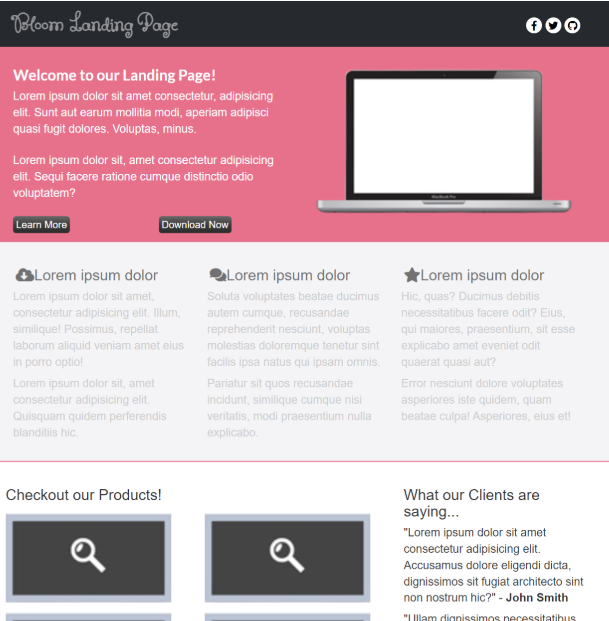 Bloom Landing Page
Welcome to our Landing Page!
Lorem ipsum dolor sit amet consectetur, adipisicing
elit. Sunt aut earum mollitia modi, aperiam adipisci
quasi fugit dolores. Voluptas, minus.
Lorem ipsum dolor sit, amet consectetur adipisicing
elit. Sequi facere ratione cumque distinctio odio
voluptatem?
Learn More
Download Now
MacBook Pro
Lorem ipsum dolor
Lorem ipsum dolor sit amet,
consectetur adipisicing elit. Illum,
similique! Possimus, repellat
laborum aliquid veniam amet eius
in porro optio!
Lorem ipsum dolor sit, amet
consectetur adipisicing elit.
Quisquam quidem perferendis
blanditiis hic.
Lorem ipsum dolor
Soluta voluptates beatae ducimus
autem cumque, recusandae
reprehenderit nesciunt, voluptas
molestias doloremque tenetur sint
facilis ipsa natus qui ipsam omnis.
Pariatur sit quos recusandae
incidunt, similique cumque nisi
veritatis, modi praesentium nulla
explicabo.
Lorem ipsum dolor
Hic, quas? Ducimus debitis
necessitatibus facere odit? Eius,
qui maiores, praesentium, sit esse
explicabo amet eveniet odit
quaerat quasi aut?
Error nesciunt dolore voluptates
asperiores iste quidem, quam
beatae culpa! Asperiores, eius et!
Checkout our Products!
What our Clients are
saying...
"Lorem ipsum dolor sit amet
consectetur adipisicing elit.
Accusamus dolore eligendi dicta,
dignissimos sit fugiat architecto sint
non nostrum hic?" - John Smith
"Ullam dignissimos necessitatibus